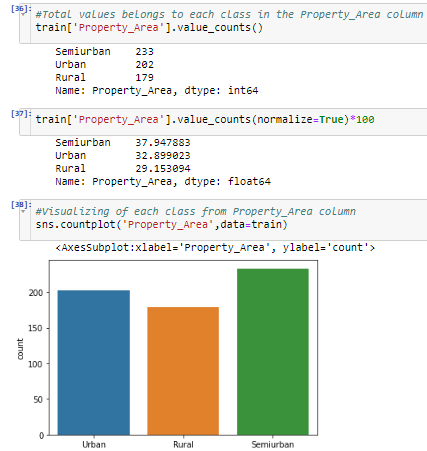 [36]:
#Total values belongs to each class in the Property_Area column
train['Property_Area'].value_counts()
Semiurban 233
Urban 202
Rural 179
Name: Property_Area, dtype: int64
[37]:
train['Property_Area'].value_counts(normalize=True)*100
Semiurban 37.947883
Urban 32.899023
Rural 29.153094
Name: Property_Area, dtype: float64
[38]:
#Visualizing of each class from Property_Area column
sns.countplot('Property_Area',data=train)
<AxesSubplot:xlabel='Property_Area', ylabel='count'>
200
150
100
50
0
count
Urban Rural Semiurban